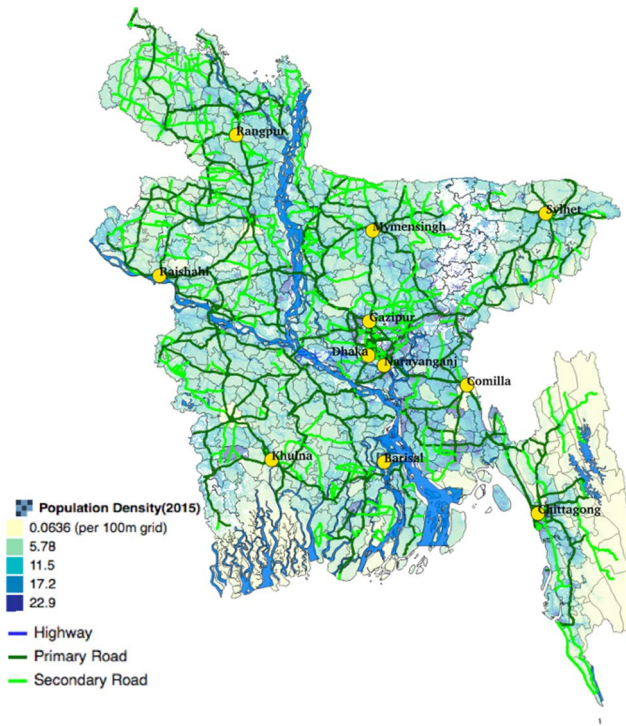 Rangpur
Sylhet
Mymensingh
Rajshahi
Gazipur
Dhaka
Narayanganj
Comilla
Khulna
Barisal
Chittagong
Population Density(2015)
0.0636 (per 100m grid)
5.78
11.5
17.2
22.9
Highway
Primary Road
Secondary Road